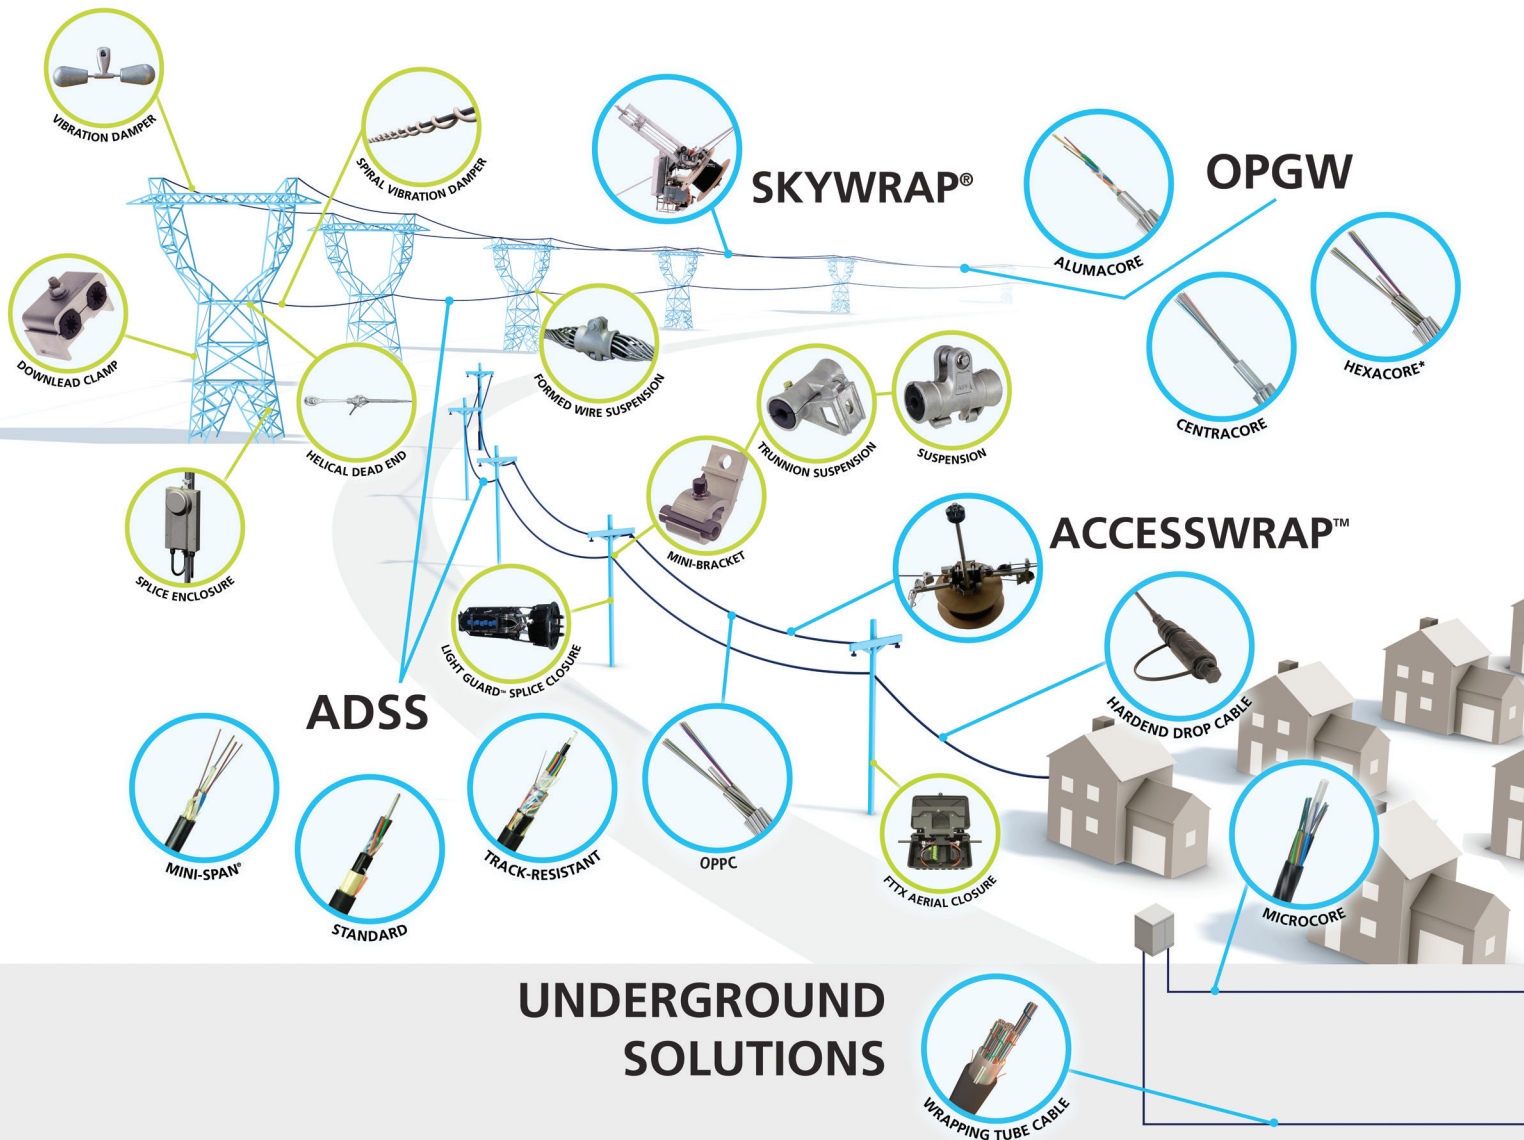 VIBRATION DAMPER
SPIRAL VIBRATION DAMPER
SKYWRAP®
OPGW
ALUMACORE
HEXACORE*
CENTRACORE
DOWNLEAD CLAMP
FORMED WIRE SUSPENSION
HELICAL DEAD END
TRUNNION SUSPENSION
SUSPENSION
SPLICE ENCLOSURE
MINI-BRACKET
ACCESSWRAP™
LIGHT GUARD™ SPLICE CLOSURE
HARDEND DROP CABLE
ADSS
MINI-SPAN®
STANDARD
TRACK-RESISTANT
OPPC
FTTX AERIAL CLOSURE
MICROCORE
UNDERGROUND
SOLUTIONS
WRAPPING TUBE CABLE